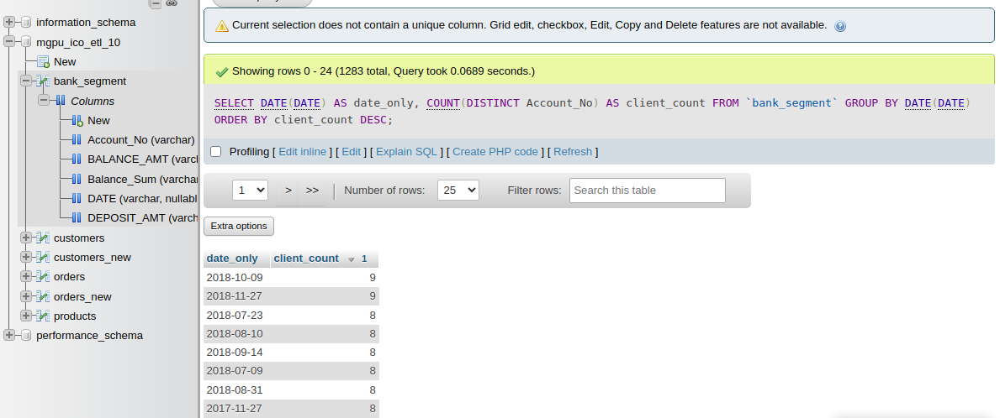 information_schema
mgpu_ico_etl_10
New
bank_segment
Columns
New
Account_No (varchar)
BALANCE_AMT (varc
Balance_Sum (varchar
DATE (varchar, nullabl
DEPOSIT_AMT (varch
customers
customers_new
orders
orders_new
products
performance_schema
Current selection does not contain a unique column. Grid edit, checkbox, Edit, Copy and Delete features are not available.
Showing rows 0 - 24 (1283 total, Query took 0.0689 seconds.)
SELECT DATE(DATE) AS date_only, COUNT(DISTINCT Account_No) AS client_count FROM `bank_segment` GROUP BY DATE(DATE)
ORDER BY client_count DESC;
Profiling [ Edit inline ] [ Edit ] [ Explain SQL ] [ Create PHP code ] [ Refresh ]
1 > >> | Number of rows: 25 Filter rows: Search this table
Extra options
date_only client_count 1
2018-10-09 9
2018-11-27 9
2018-07-23 8
2018-08-10 8
2018-09-14 8
2018-07-09 8
2018-08-31 8
2017-11-27 8